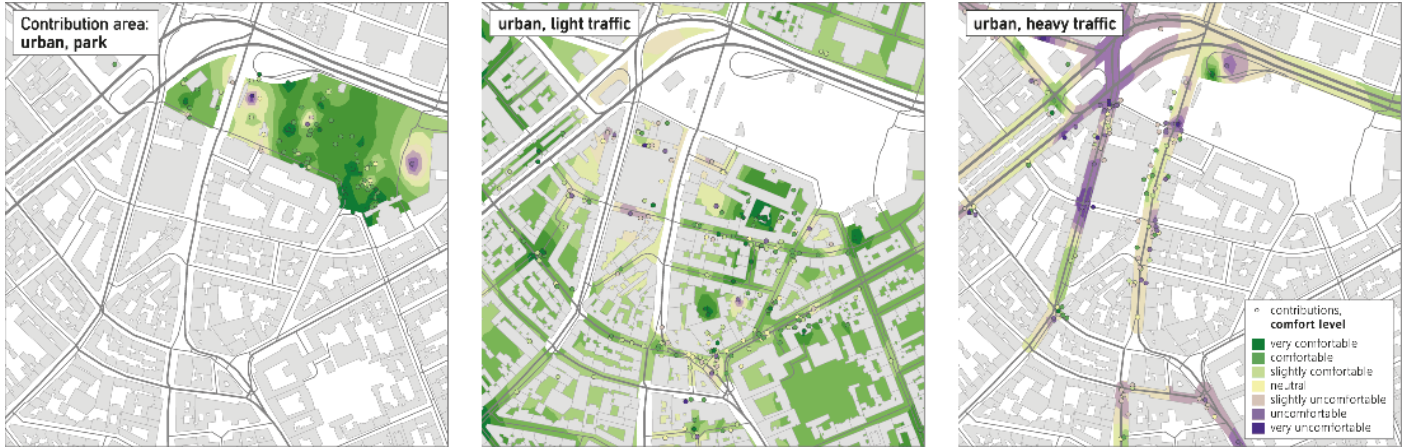 Contribution area:
urban, park
urban, light traffic
urban, heavy traffic
contributions,
comfort level
very comfortable
comfortable
slightly comfortable
neutral
slightly uncomfortable
uncomfortable
very uncomfortable